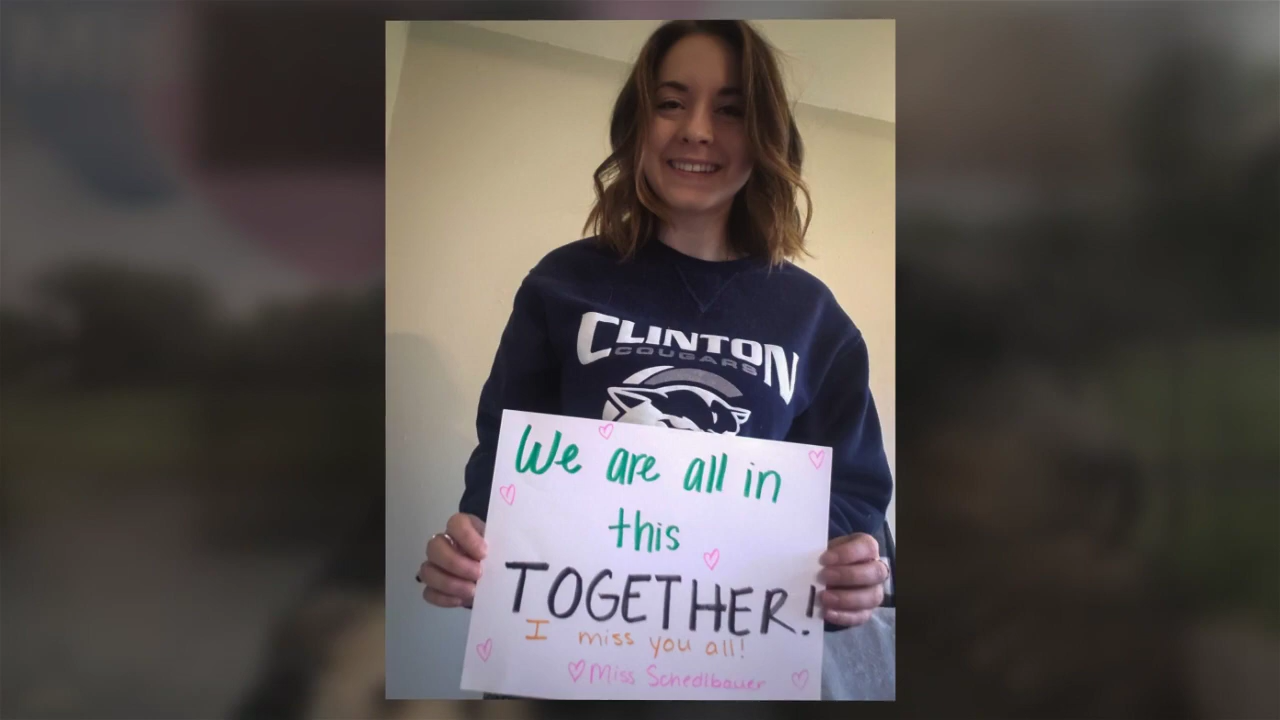 CLINTON
COUGARS
We are all in
this
TOGETHER!
I miss you all!
Miss Schedlbauer